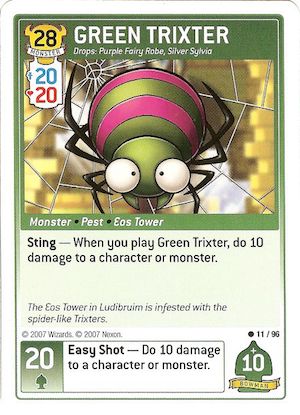 28
MONSTER
GREEN TRIXTER
Drops: Purple Fairy Robe, Silver Sylvia
20
20
Monster • Pest • Eos Tower
Sting — When you play Green Trixter, do 10
damage to a character or monster.
The Eos Tower in Ludibruim is infested with the
spider-like Trixters.
© 2007 Wizards. © 2007 Nexon.
● 11 / 96
20
Easy Shot — Do 10 damage
to a character or monster.
10
BOWMAN